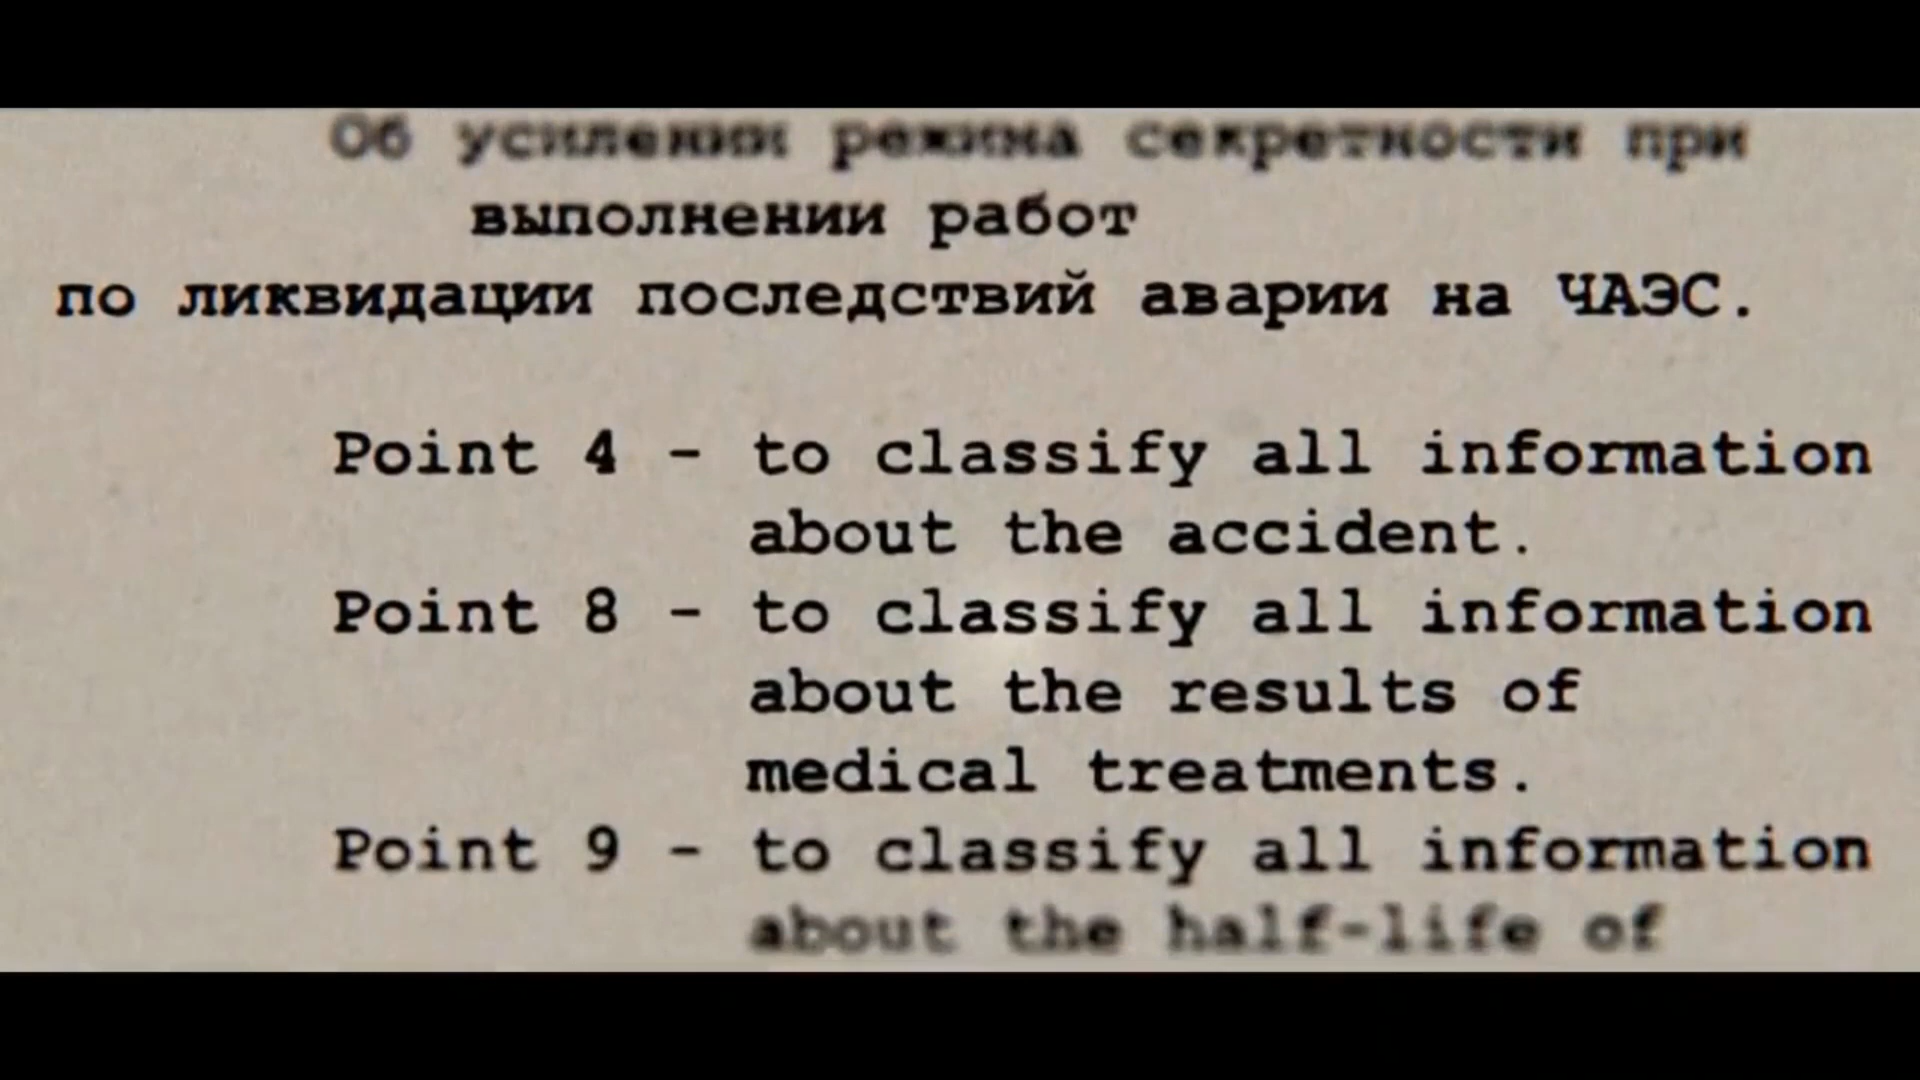 Об усилении режима секретности при
выполнении работ
по ликвидации последствий аварии на ЧАЭС.
Point 4 - to classify all information
about the accident.
Point 8 - to classify all information
about the results of
medical treatments.
Point 9 - to classify all information
about the half-life of